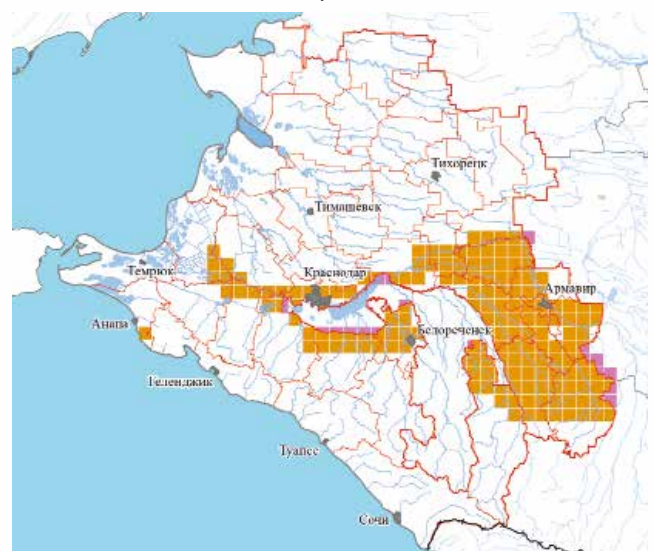 Тихорецк
Тимашевск
Темрюк
Краснодар
Армавир
Анапа
Белореченск
Геленджик
Туапсе
Сочи